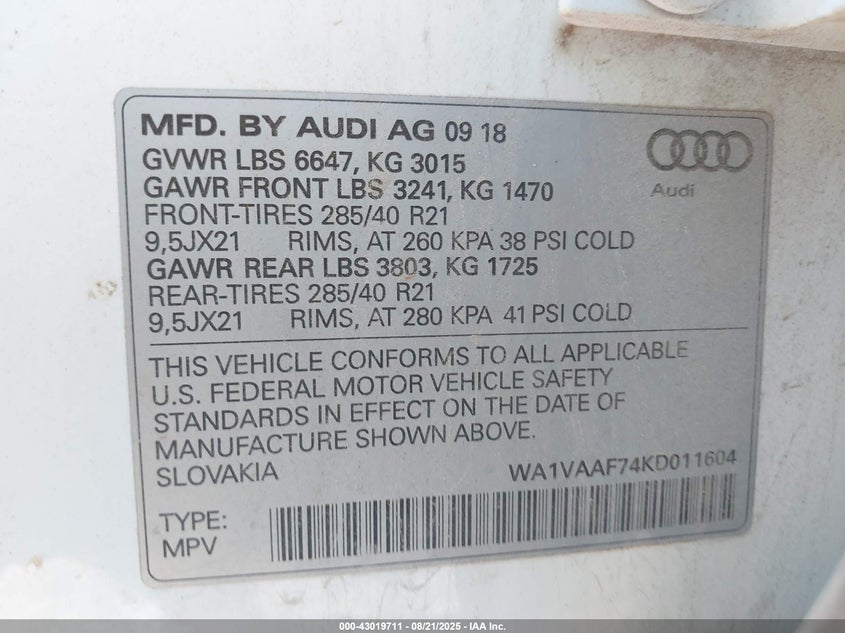 MFD. BY AUDI AG 09 18
GVWR LBS 6647, KG 3015
GAWR FRONT LBS 3241, KG 1470
FRONT-TIRES 285/40 R21
9,5JX21 RIMS, AT 260 KPA 38 PSI COLD
GAWR REAR LBS 3803, KG 1725
REAR-TIRES 285/40 R21
9,5JX21 RIMS, AT 280 KPA 41 PSI COLD
Audi
THIS VEHICLE CONFORMS TO ALL APPLICABLE
U.S. FEDERAL MOTOR VEHICLE SAFETY
STANDARDS IN EFFECT ON THE DATE OF
MANUFACTURE SHOWN ABOVE.
SLOVAKIA WA1VAAF74KD011604
TYPE:
MPV
000-43019711 - 08/21/2025 - IAA Inc.